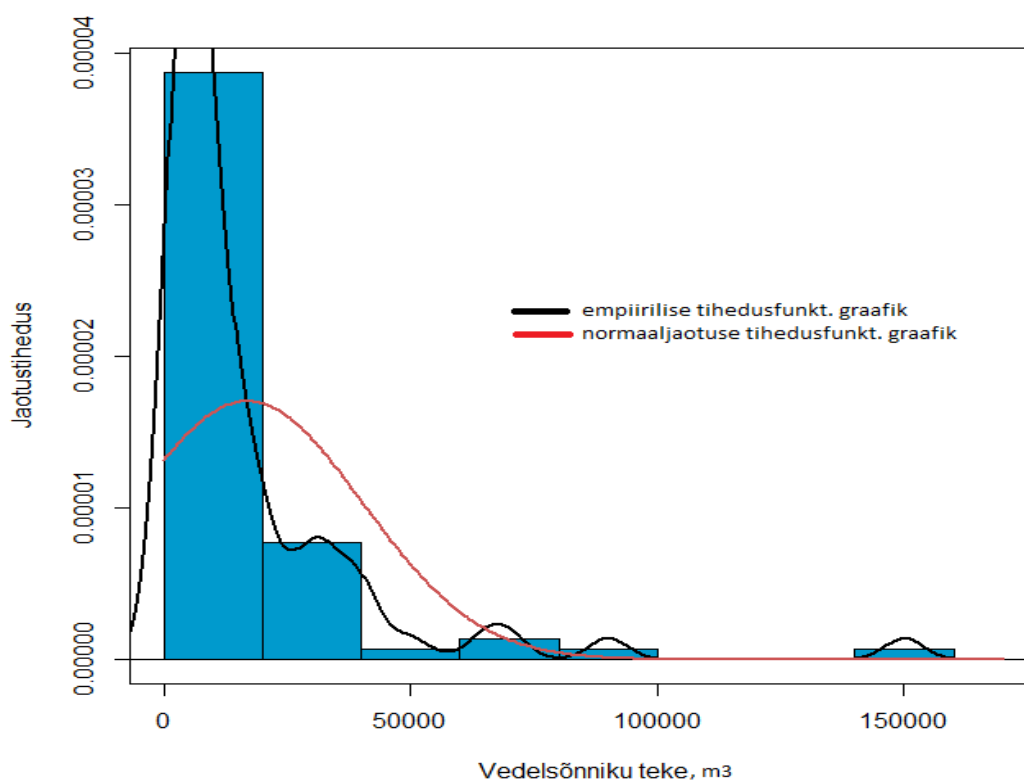 0.00004
0.00003
0.00002
0.00001
0.00000
Jaotustihedus
empiirilise tihedusfunkt. graafik
normaaljaotuse tihedusfunkt. graafik
0
50000
100000
150000
Vedelsõnniku teke, m3